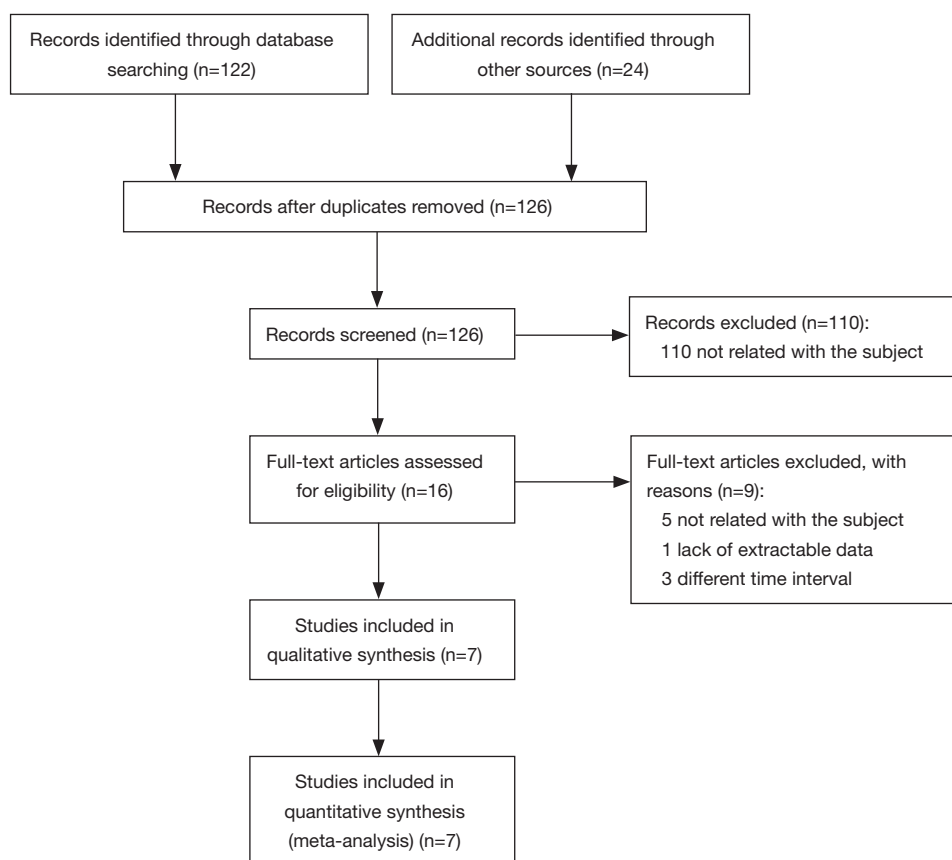 Records identified through database
searching (n=122)
Additional records identified through
other sources (n=24)
Records after duplicates removed (n=126)
Records screened (n=126)
Records excluded (n=110):
110 not related with the subject
Full-text articles assessed
for eligibility (n=16)
Full-text articles excluded, with
reasons (n=9):
5 not related with the subject
1 lack of extractable data
3 different time interval
Studies included in
qualitative synthesis (n=7)
Studies included in
quantitative synthesis
(meta-analysis) (n=7)